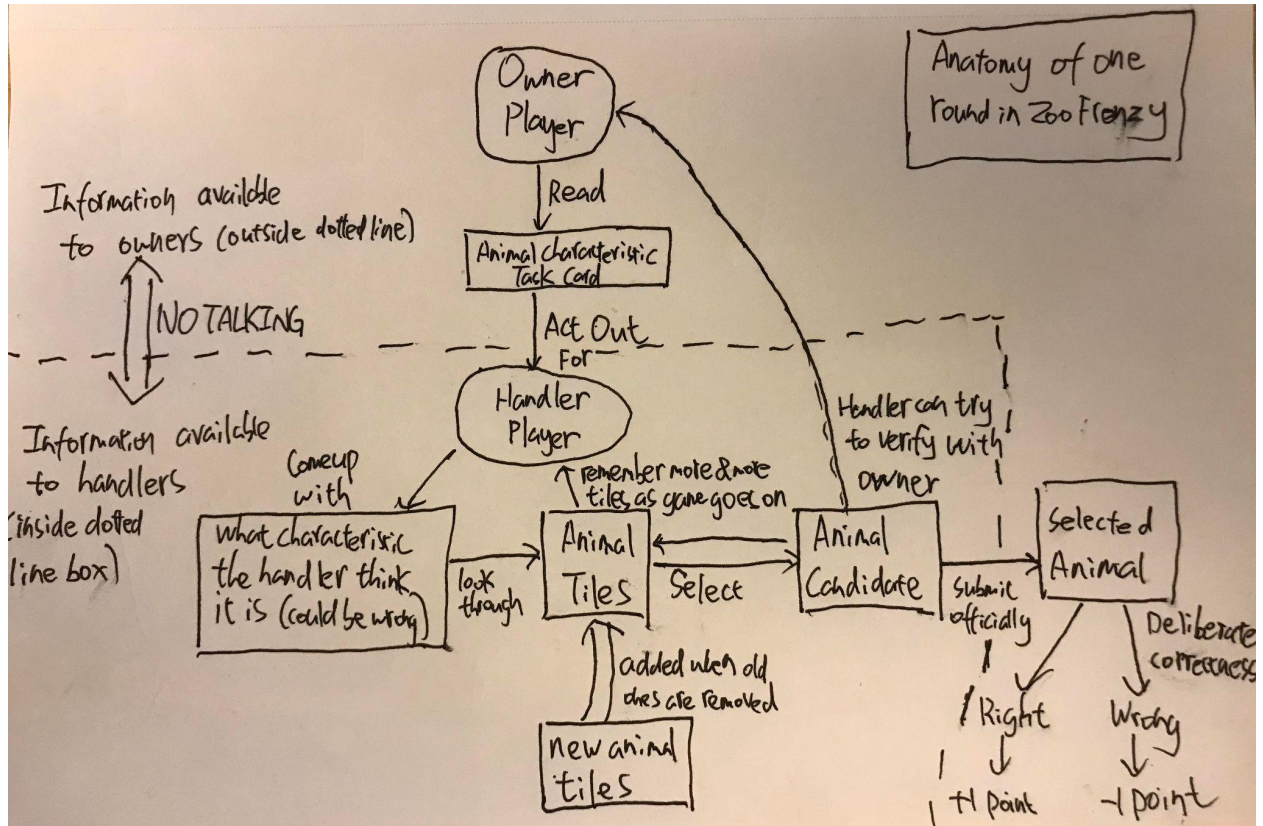 Anatomy of one
round in Zoo Frenzy
Owner
Player
Read
Animal Characteristic
Task Card
Act Out
For
Information available
to owners (outside dotted line)
NO TALKING
Information available
to handlers
(inside dotted
line box)
Handler
Player
Come up
with
what characteristic
the handler think
it is (could be wrong)
look
through
remember more & more
tiles as game goes on
Animal
Tiles
Select
added when old
ones are removed
new animal
tiles
Handler can try
to verify with
owner
Animal
Candidate
submit
officially
Selected
Animal
Deliberate
correctness
Right
Wrong
+1 point
-1 point